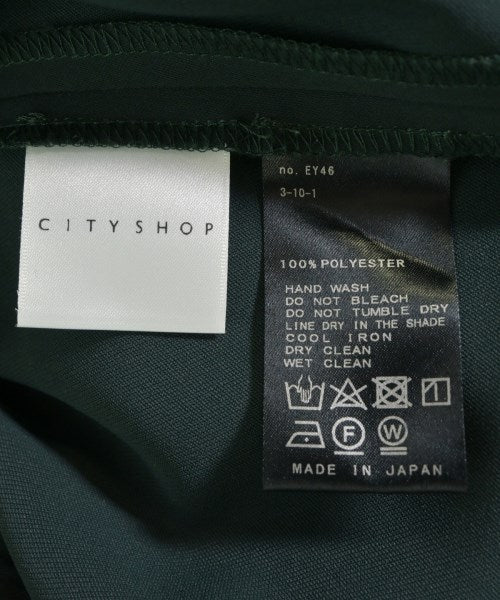 CITYSHOP
no. EY46
3-10-1
100% POLYESTER
HAND WASH
DO NOT BLEACH
DO NOT TUMBLE DRY
LINE DRY IN THE SHADE
COOL IRON
DRY CLEAN
WET CLEAN
F W
MADE IN JAPAN